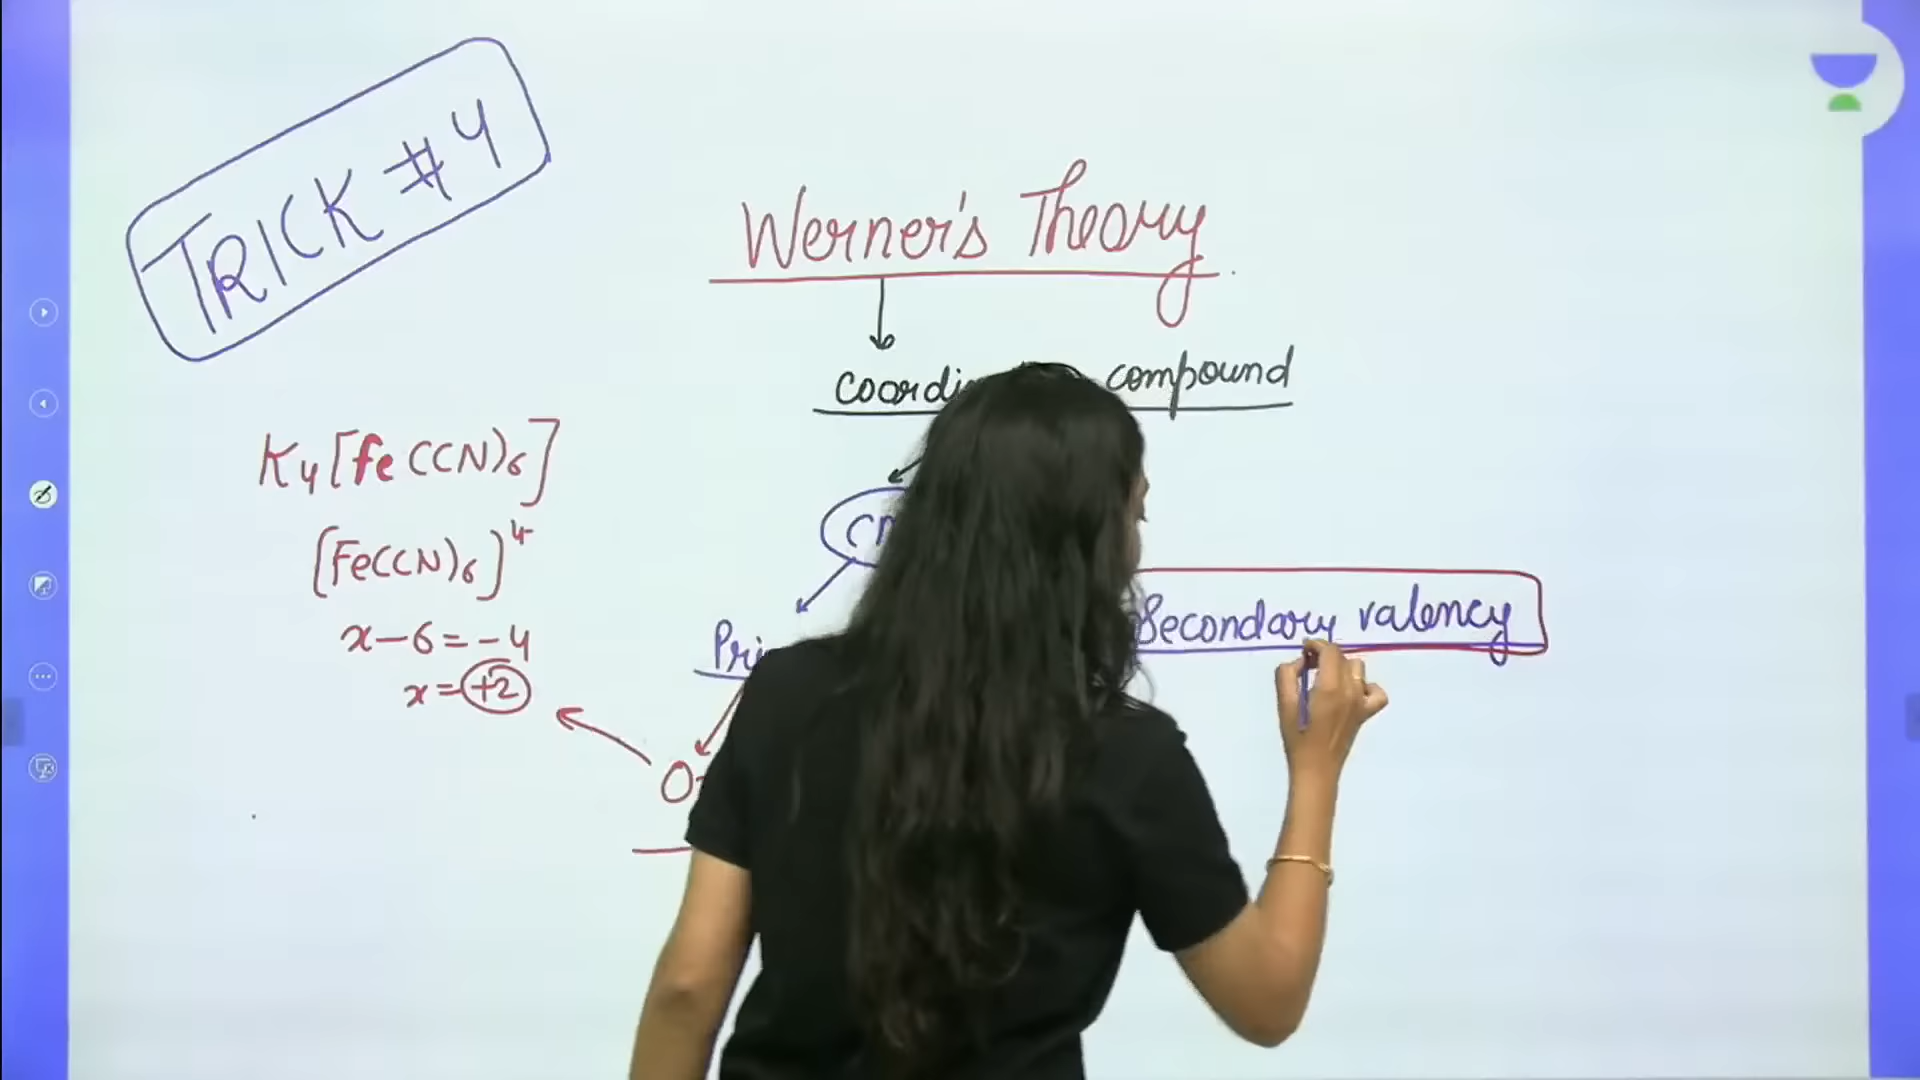 TRICK #4
Werner's Theory
compound
K4[Fe(CN)6]
[Fe(CN)6]4-
x-6=-4
x=+2
Secondary valency